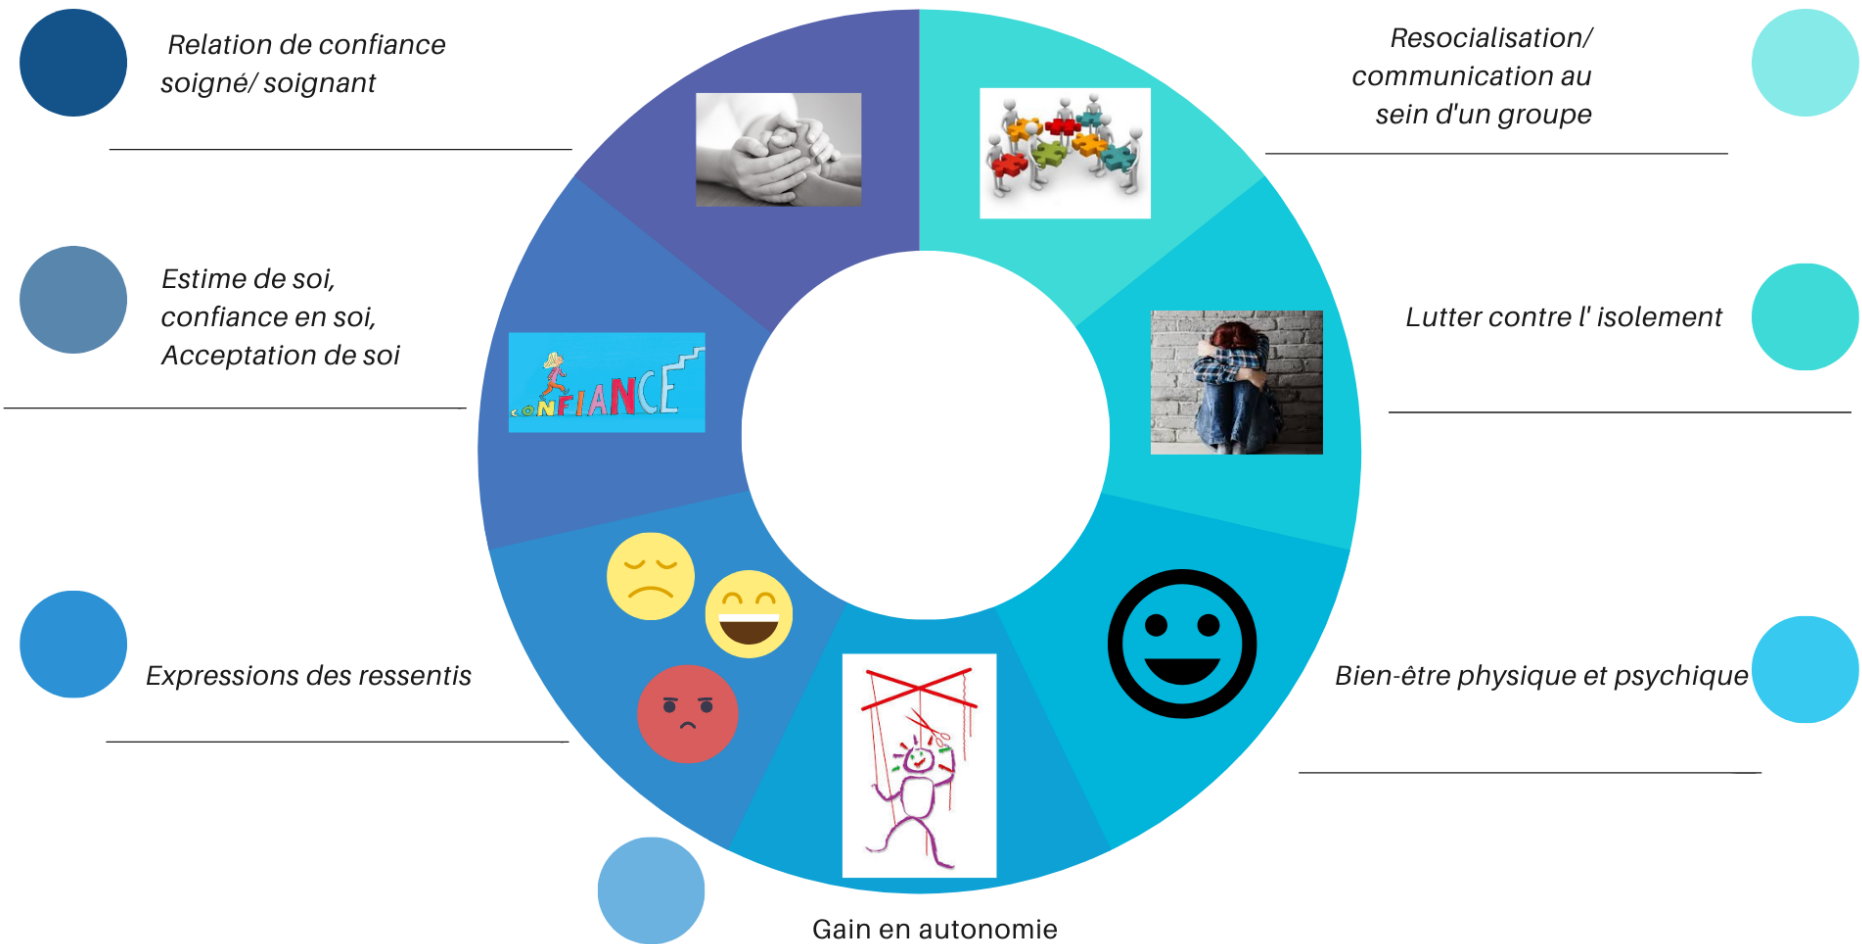 Relation de confiance
soigné/ soignant
Resocialisation/
communication au
sein d'un groupe
Estime de soi,
confiance en soi,
Acceptation de soi
CONFIANCE
Lutter contre l' isolement
Expressions des ressentis
Bien-être physique et psychique
Gain en autonomie